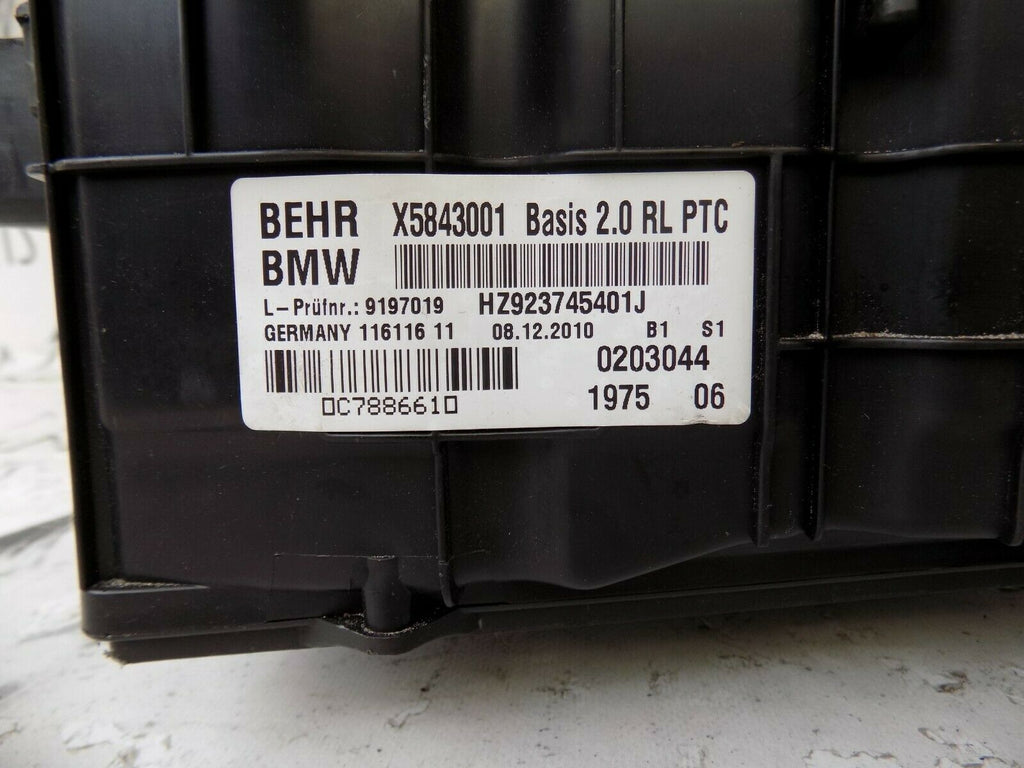 BEHR X5843001 Basis 2.0 RL PTC
BMW
L-Prüfnr.: 9197019 HZ923745401J
GERMANY 116116 11 08.12.2010 B1 S1
0203044
0C7886610
1975 06